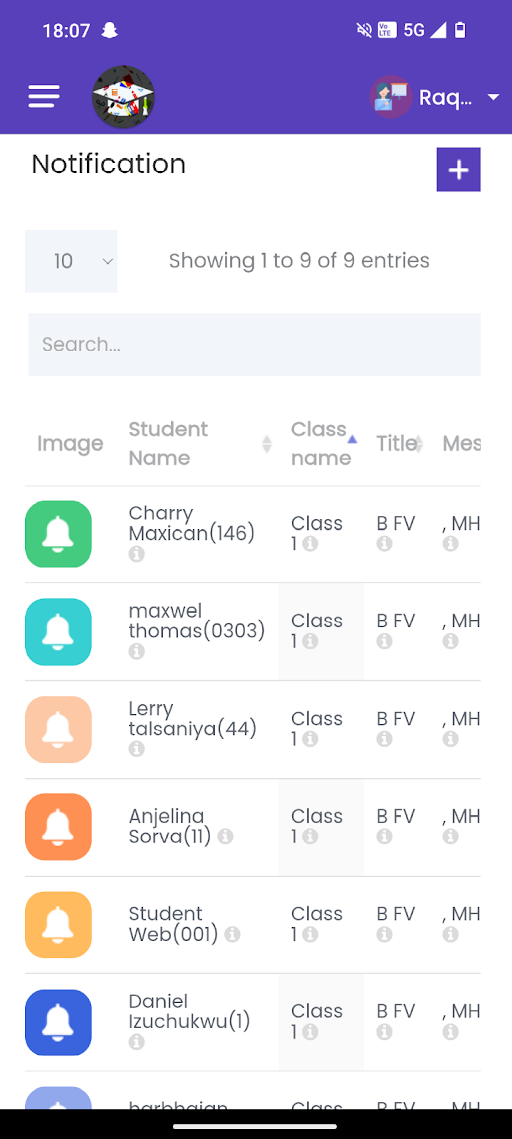 18:07
Vo LTE 5G
Raq...
Notification
+
10
Showing 1 to 9 of 9 entries
Search...
Image Student Name Class name Title Mes
Charry
Maxican(146)
Class
1
B FV
, MH
maxwel
thomas(0303)
Class
1
B FV
, MH
Lerry
talsaniya(44)
Class
1
B FV
, MH
Anjelina
Sorva(11)
Class
1
B FV
, MH
Student
Web(001)
Class
1
B FV
, MH
Daniel
Izuchukwu(1)
Class
1
B FV
, MH
harbhajan
Class
B FV
, MH